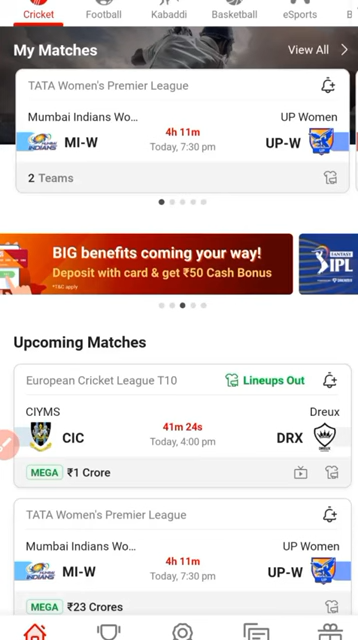 Cricket Football Kabaddi Basketball eSports B
My Matches View All
TATA Women's Premier League
Mumbai Indians Wo... UP Women
MI-W 4h 11m UP-W
Today, 7:30 pm
2 Teams
BIG benefits coming your way!
Deposit with card & get ₹50 Cash Bonus
*T&C apply
FANTASY
IPL
Upcoming Matches
European Cricket League T10 Lineups Out
CIYMS Dreux
CIC 41m 24s DRX
Today, 4:00 pm
MEGA ₹1 Crore
TATA Women's Premier League
Mumbai Indians Wo... UP Women
MI-W 4h 11m UP-W
Today, 7:30 pm
MEGA ₹23 Crores